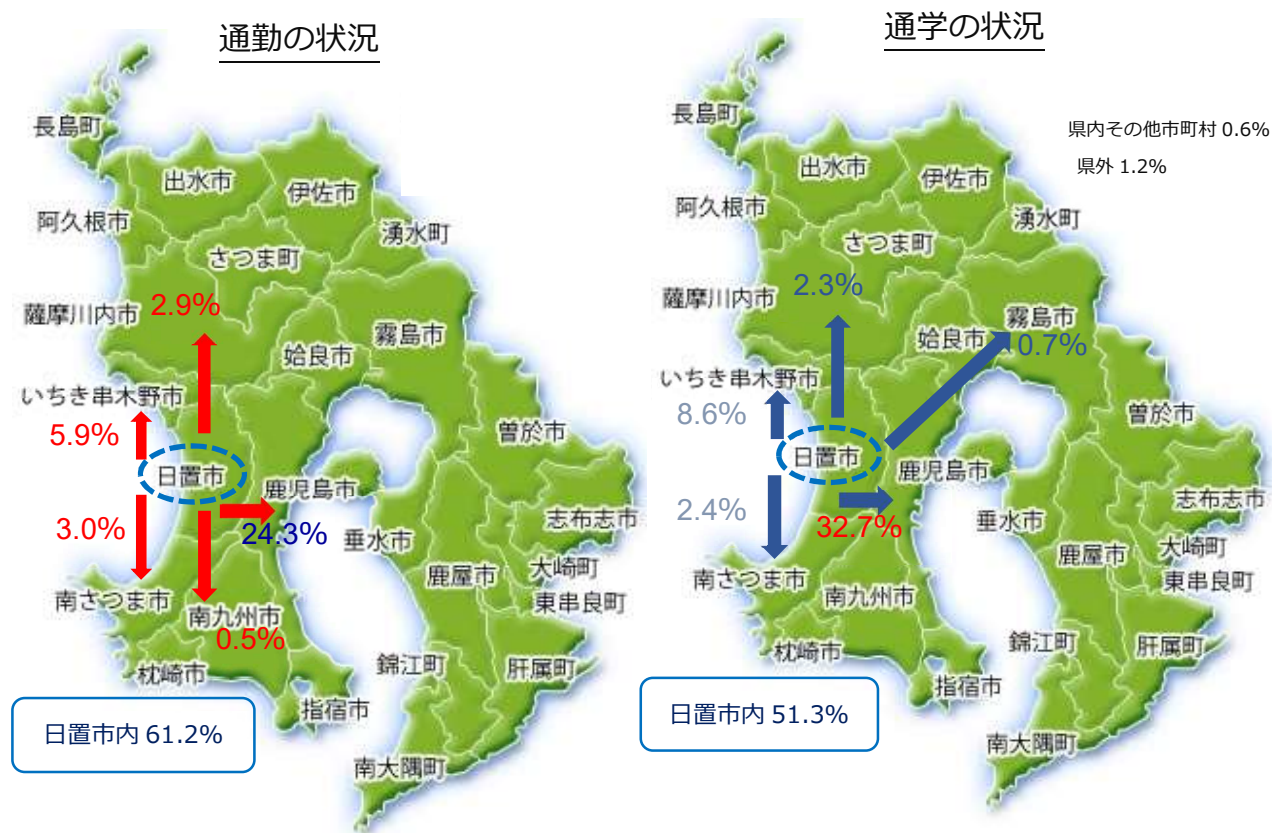 通勤の状況
長島町
出水市
伊佐市
阿久根市
湧水町
さつま町
薩摩川内市
2.9%
霧島市
姶良市
いちき串木野市
5.9%
曽於市
日置市
鹿児島市
志布志市
3.0%
24.3%
垂水市
鹿屋市
大崎町
東串良町
南さつま市
南九州市
0.5%
枕崎市
錦江町
肝属町
指宿市
日置市内 61.2%
南大隅町
通学の状況
県内その他市町村 0.6%
県外 1.2%
長島町
出水市
伊佐市
阿久根市
湧水町
さつま町
薩摩川内市
2.3%
霧島市
姶良市
0.7%
いちき串木野市
8.6%
曽於市
日置市
鹿児島市
志布志市
2.4%
32.7%
垂水市
鹿屋市
大崎町
東串良町
南さつま市
南九州市
枕崎市
錦江町
肝属町
指宿市
日置市内 51.3%
南大隅町